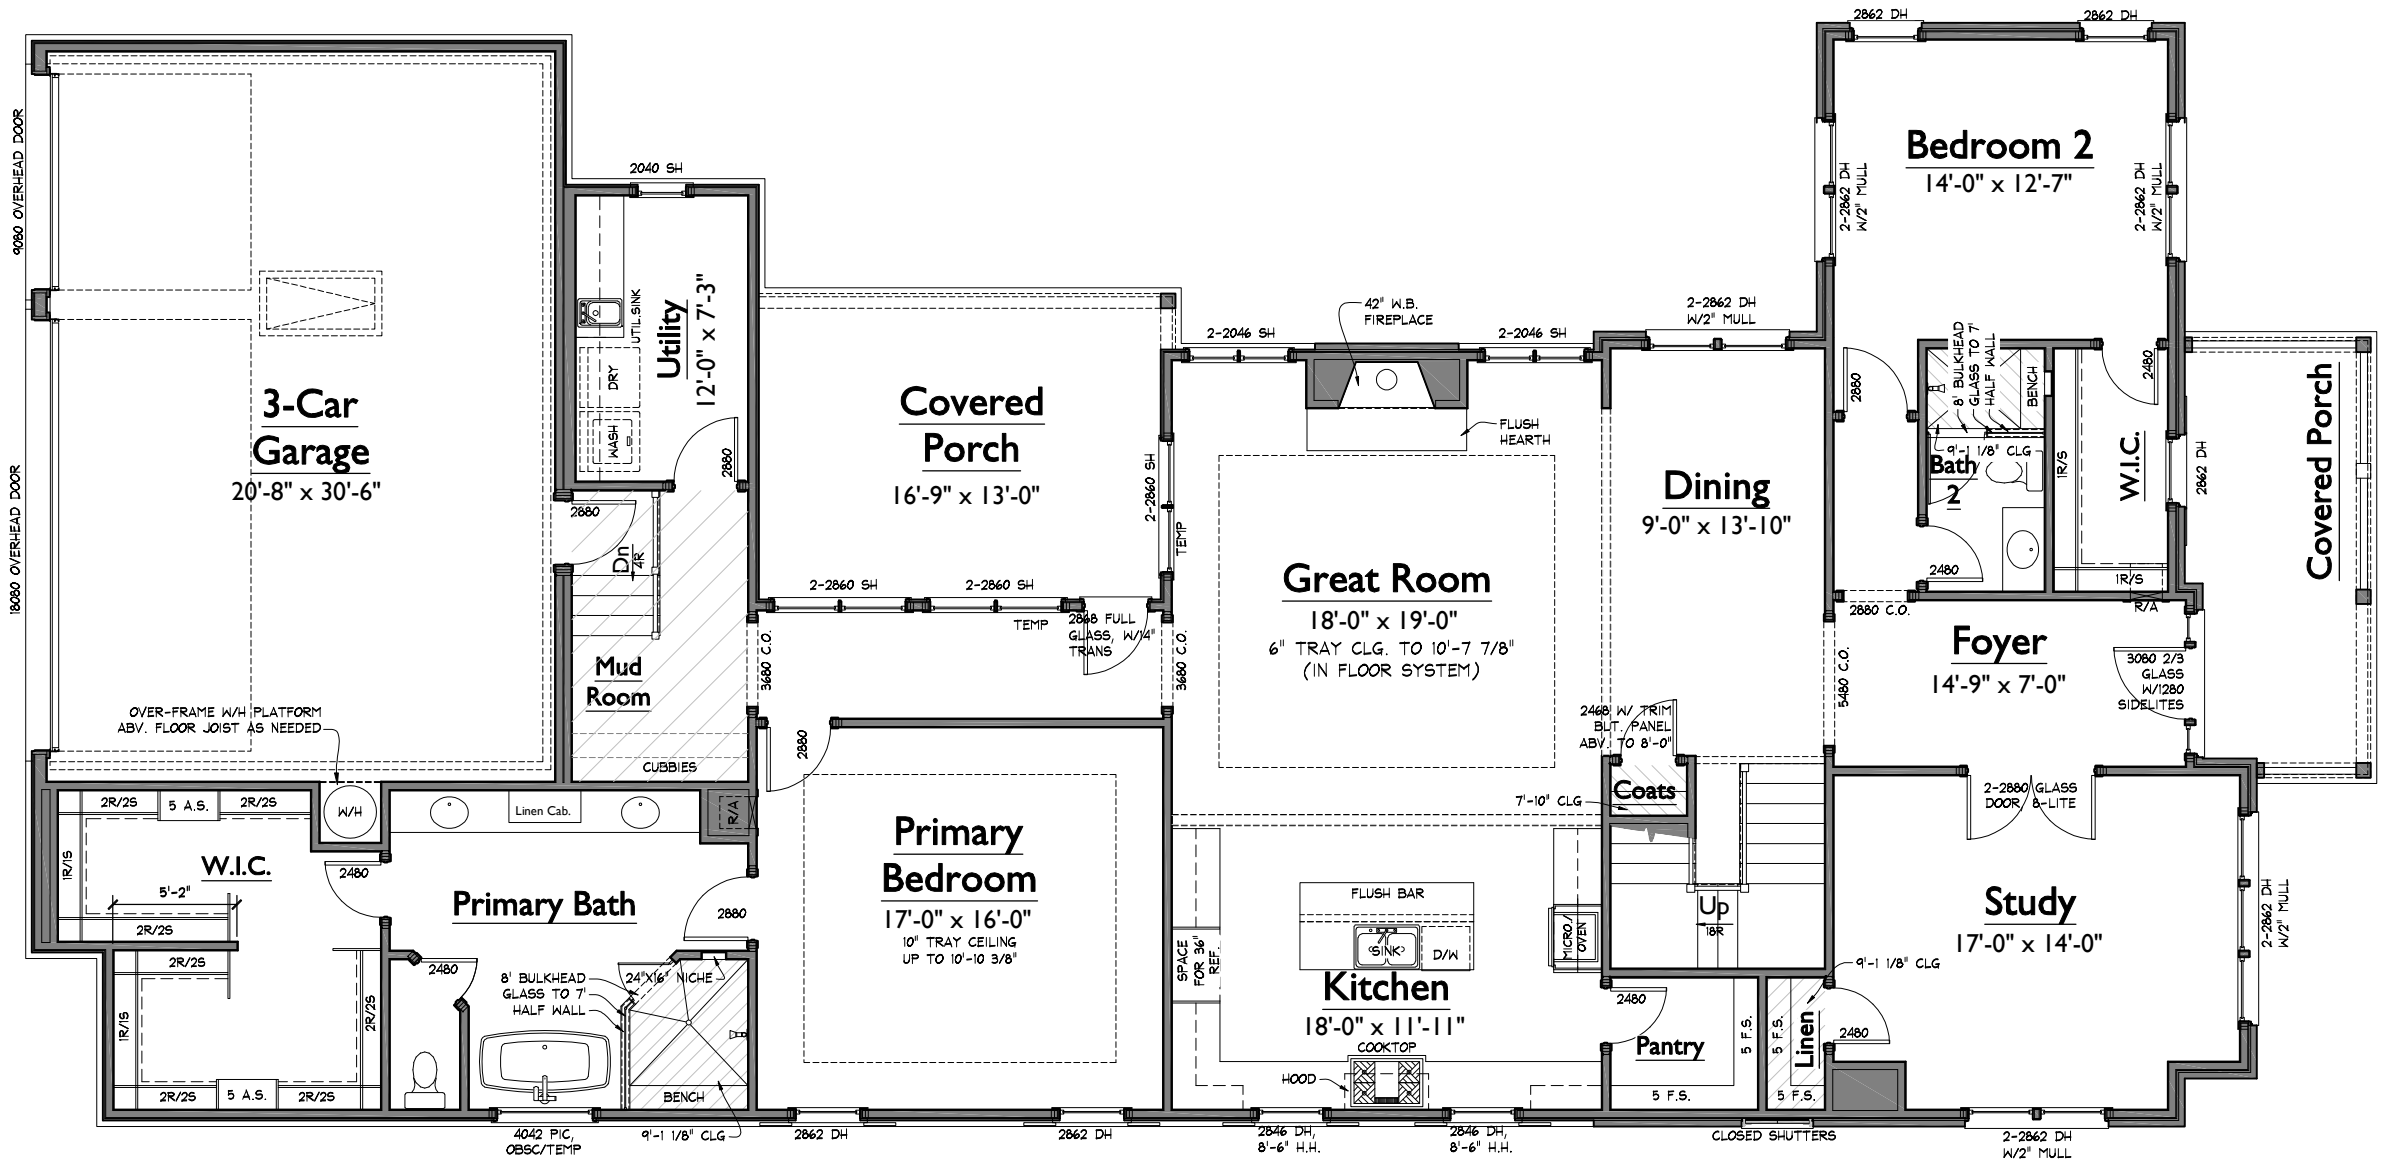 2862 DH
2862 DH
9080 OVERHEAD DOOR
18080 OVERHEAD DOOR
3-Car
Garage
20'-8" x 30'-6"
2040 SH
UTIL.SINK
Utility
12'-0" x 7'-3"
DRY
WASH
2880
2880
Dn
4R
Mud
Room
CUBBIES
OVER-FRAME W/H PLATFORM
ABV. FLOOR JOIST AS NEEDED
W/H
Covered
Porch
16'-9" x 13'-0"
2-2860 SH
TEMP
2-2860 SH
2-2860 SH
TEMP
2868 FULL
GLASS, W/14"
TRANS
3680 C.O.
3680 C.O.
2-2046 SH
42" W.B.
FIREPLACE
2-2046 SH
FLUSH
HEARTH
Great Room
18'-0" x 19'-0"
6" TRAY CLG. TO 10'-7 7/8"
(IN FLOOR SYSTEM)
2-2862 DH
W/2" MULL
Dining
9'-0" x 13'-10"
Bedroom 2
14'-0" x 12'-7"
2-2862 DH
W/2" MULL
2-2862 DH
W/2" MULL
2880
8' BULKHEAD
GLASS TO 7'
HALF WALL
BENCH
9'-1 1/8" CLG
Bath
2
2480
2480
1R/S
W.I.C.
1R/S
R/A
2862 DH
Covered Porch
2880 C.O.
5480 C.O.
Foyer
14'-9" x 7'-0"
3080 2/3
GLASS
W/1280
SIDELITES
2468 W/ TRIM
BLT. PANEL
ABV. TO 8'-0"
Coats
7'-10" CLG
Up
18R
2-2880 GLASS
DOOR, 8-LITE
Study
17'-0" x 14'-0"
2-2862 DH
W/2" MULL
9'-1 1/8" CLG
2480
Linen
5 F.S.
5 F.S.
2R/2S
5 A.S.
2R/2S
1R/1S
W.I.C.
5'-2"
2R/2S
2480
2R/2S
1R/1S
2R/2S
2R/2S
5 A.S.
2R/2S
Linen Cab.
R/A
Primary Bath
2880
2480
8' BULKHEAD
GLASS TO 7'
HALF WALL
24"X16" NICHE
BENCH
4042 PIC,
OBSC/TEMP
9'-1 1/8" CLG
2880
Primary
Bedroom
17'-0" x 16'-0"
10" TRAY CEILING
UP TO 10'-10 3/8"
2862 DH
2862 DH
FLUSH BAR
SINK
D/W
SPACE
FOR 36"
REF.
MICRO./
OVEN
Kitchen
18'-0" x 11'-11"
COOKTOP
HOOD
2846 DH,
8'-6" H.H.
2846 DH,
8'-6" H.H.
2480
Pantry
5 F.S.
5 F.S.
CLOSED SHUTTERS
2-2862 DH
W/2" MULL